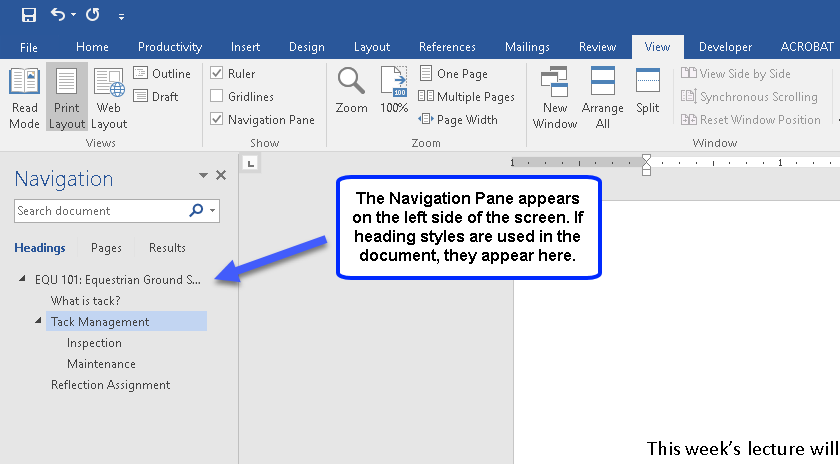 File Home Productivity Insert Design Layout References Mailings Review View Developer ACROBAT
Read Mode
Print Layout
Web Layout
Outline
Draft
Views
Ruler
Gridlines
Navigation Pane
Show
Zoom
100
100%
One Page
Multiple Pages
Page Width
Zoom
New Window
Arrange All
Split
View Side by Side
Synchronous Scrolling
Reset Window Position
Window
Navigation
Search document
Headings Pages Results
EQU 101: Equestrian Ground S...
What is tack?
Tack Management
Inspection
Maintenance
Reflection Assignment
L
1 1
The Navigation Pane appears
on the left side of the screen. If
heading styles are used in the
document, they appear here.
This week's lecture will